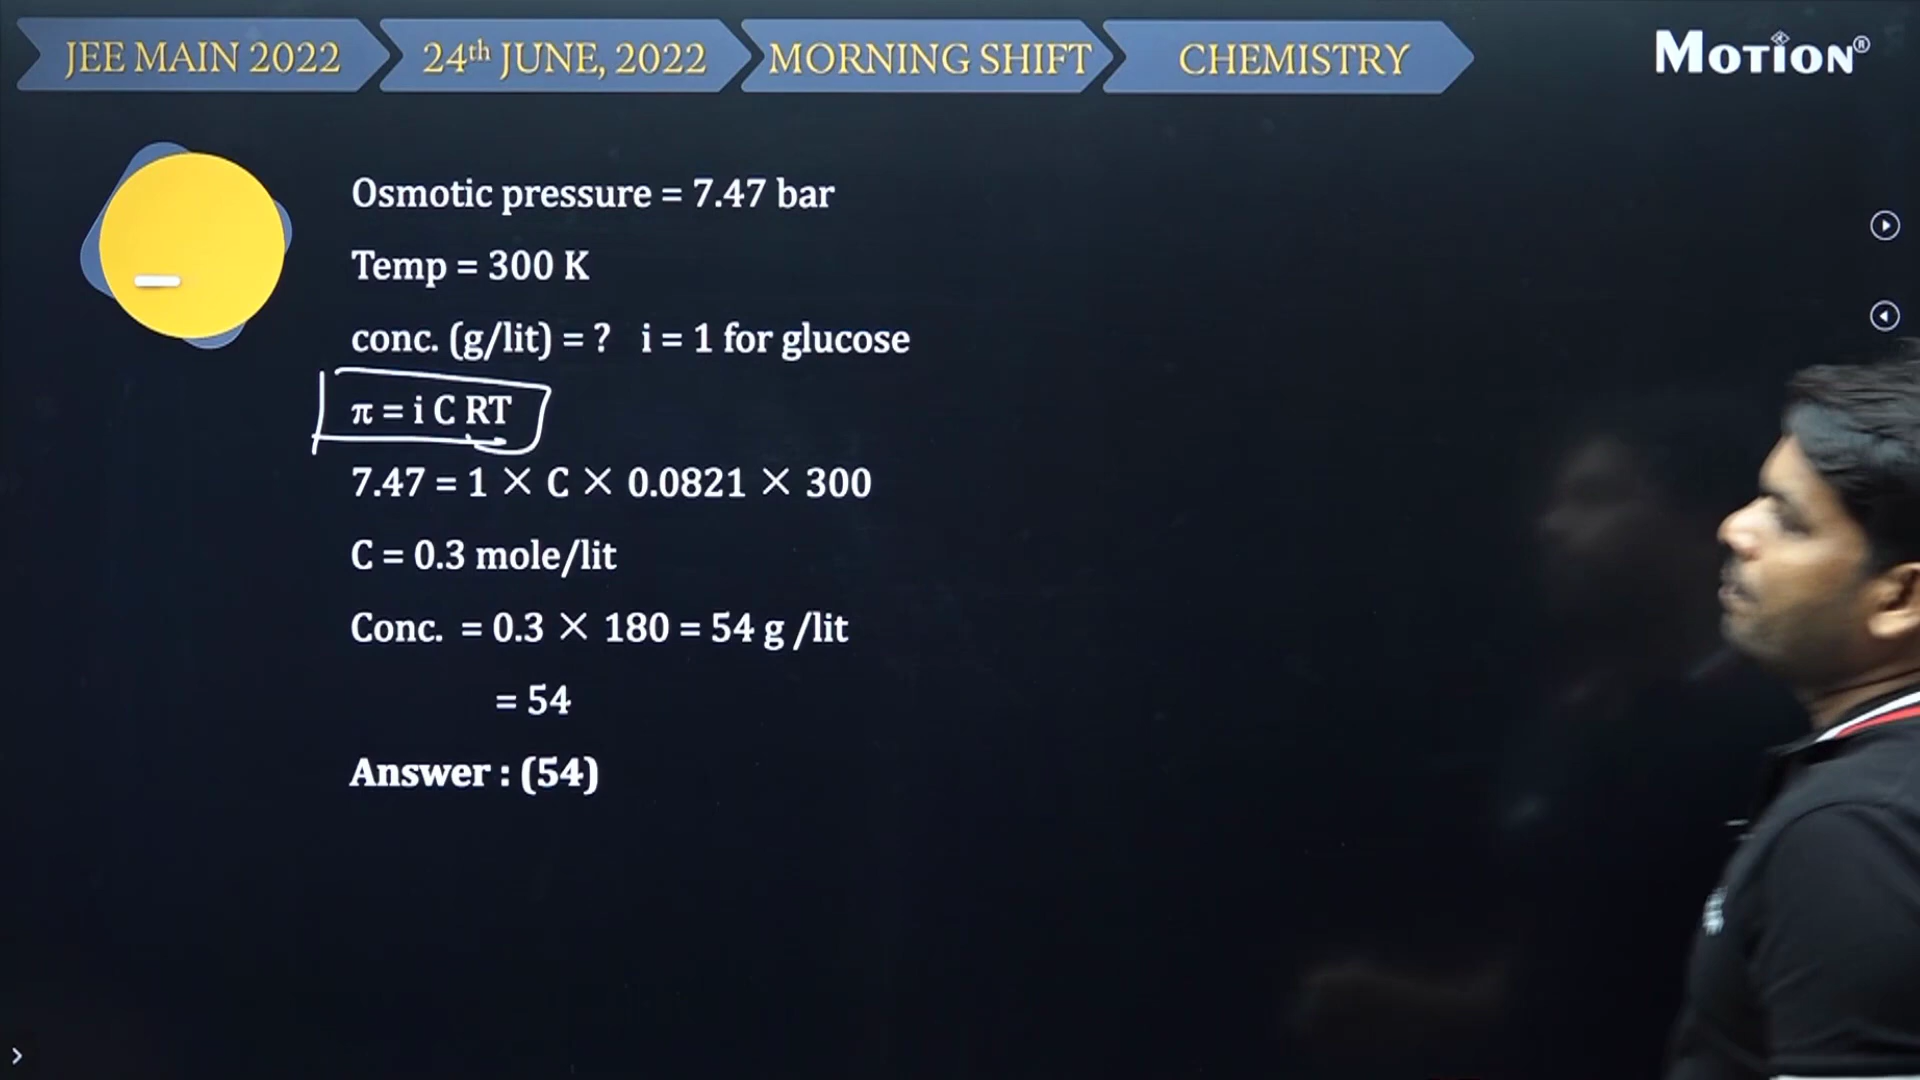 JEE MAIN 2022 24th JUNE, 2022 MORNING SHIFT CHEMISTRY MOTION®
Osmotic pressure = 7.47 bar
Temp = 300 K
conc. (g/lit) = ? i = 1 for glucose
π = i C RT
7.47 = 1 × C × 0.0821 × 300
C = 0.3 mole/lit
Conc. = 0.3 × 180 = 54 g /lit
= 54
Answer : (54)